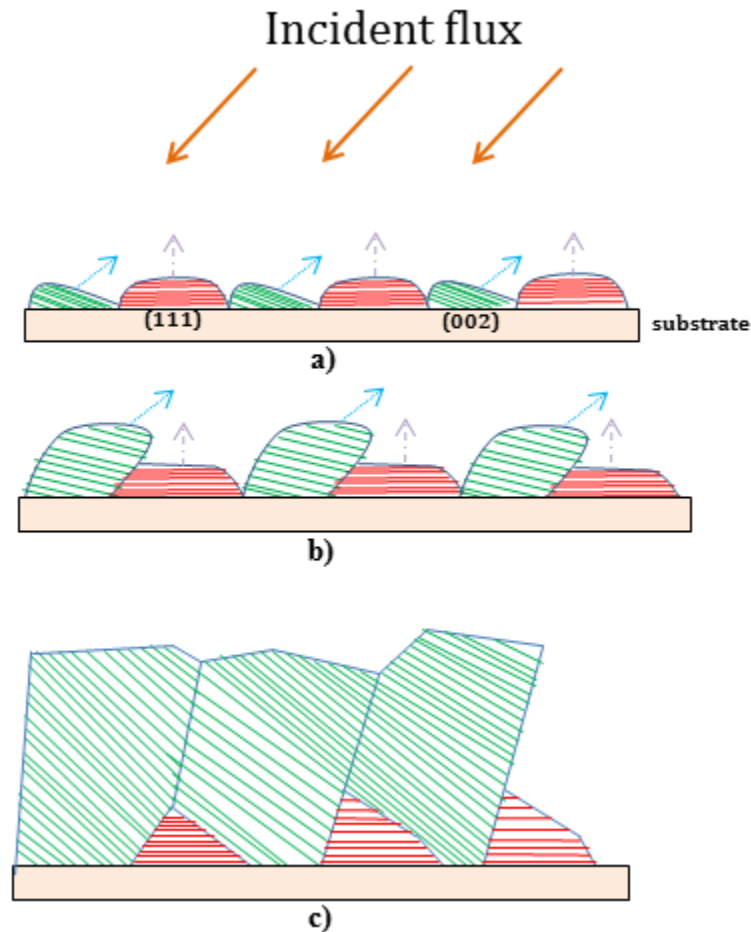 Incident flux
(111)
(002)
substrate
a)
b)
c)